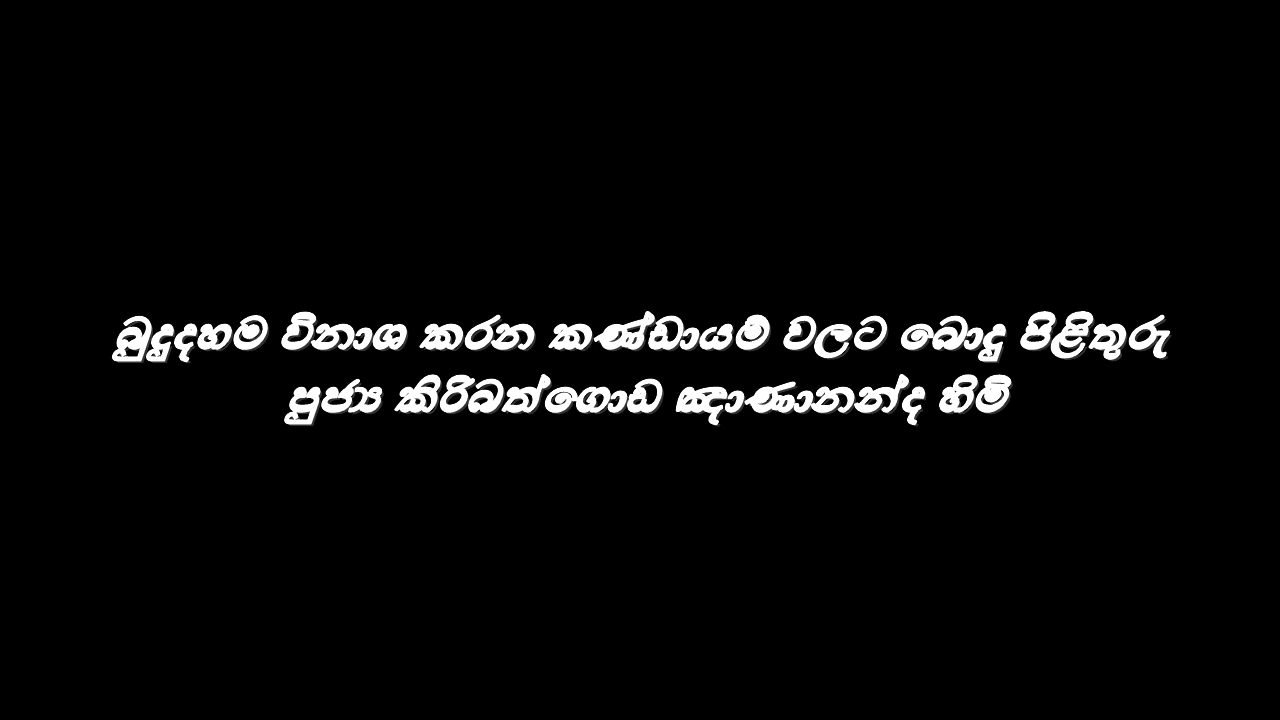 බුදුදහම විනාශ කරන කණ්ඩායම් වලට බොදු පිළිතුරු
පුජ්‍ය කිරිබත්ගොඩ ඤාණානන්ද හිමි